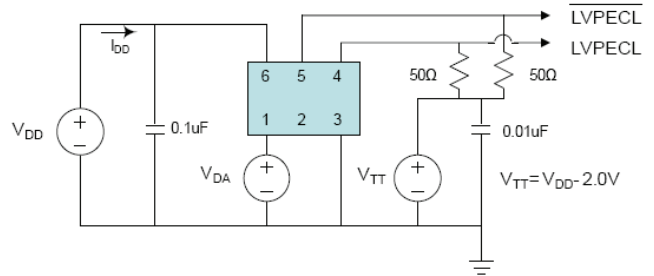 LVPECL
I_DD
LVPECL
6 5 4
50Ω 50Ω
1 2 3
V_DD
0.1uF
0.01uF
V_DA
V_TT
V_TT= V_DD- 2.0V